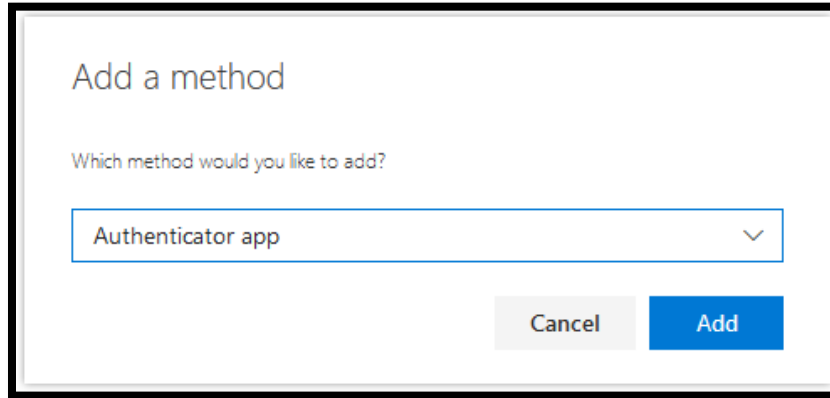 Add a method
Which method would you like to add?
Authenticator app
Cancel Add